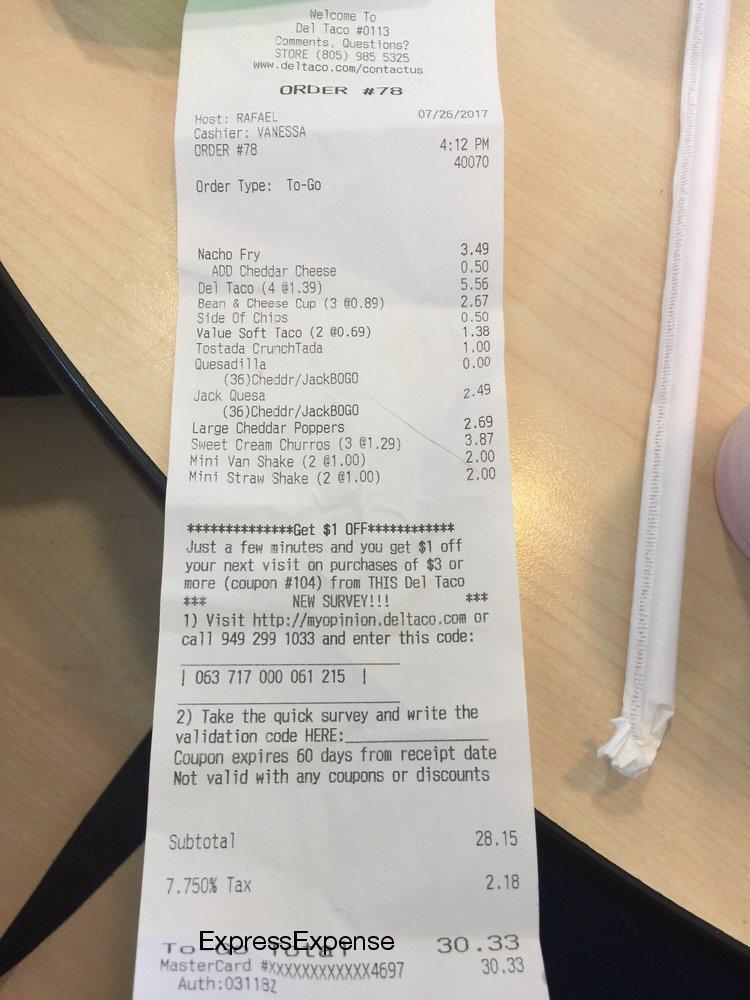 Welcome To
Del Taco #0113
Comments, Questions?
STORE (805) 985 5325
www.deltaco.com/contactus
ORDER #78
Host: RAFAEL 07/26/2017
Cashier: VANESSA
ORDER #78 4:12 PM
40070
Order Type: To-Go
Nacho Fry 3.49
ADD Cheddar Cheese 0.50
Del Taco (4 @1.39) 5.56
Bean & Cheese Cup (3 @0.89) 2.67
Side Of Chips 0.50
Value Soft Taco (2 @0.69) 1.38
Tostada CrunchTada 1.00
Quesadilla 0.00
(36)Cheddr/JackBOGO
Jack Quesa 2.49
(36)Cheddr/JackBOGO
Large Cheddar Poppers 2.69
Sweet Cream Churros (3 @1.29) 3.87
Mini Van Shake (2 @1.00) 2.00
Mini Straw Shake (2 @1.00) 2.00
**************Get $1 OFF************
Just a few minutes and you get $1 off
your next visit on purchases of $3 or
more (coupon #104) from THIS Del Taco
*** NEW SURVEY!!! ***
1) Visit http://myopinion.deltaco.com or
call 949 299 1033 and enter this code:
| 063 717 000 061 215 |
2) Take the quick survey and write the
validation code HERE:_________________
Coupon expires 60 days from receipt date
Not valid with any coupons or discounts
Subtotal 28.15
7.750% Tax 2.18
To-Go Total 30.33
ExpressExpense
MasterCard #XXXXXXXXXXXX4697 30.33
Auth:03118Z